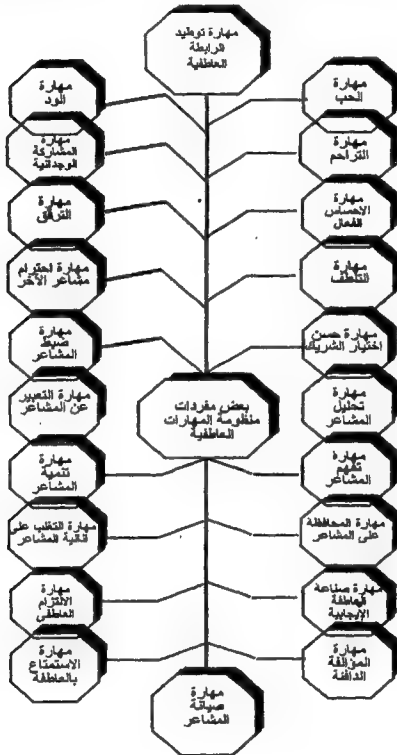 مهارة توطيد
الرابطة
العاطفية
مهارة
الحب
مهارة
الود
مهارة
التراحم
مهارة
المشاركة
الوجدانية
مهارة
الاحساس
الفعال
مهارة
الترفق
مهارة
التلطف
مهارة احترام
مشاعر الآخر
مهارة حسن
اختيار الشريك
مهارة
ضبط
المشاعر
مهارة
تحليل
المشاعر
بعض مفردات
منظومة المهارات
العاطفية
مهارة التعبير
عن المشاعر
مهارة
تفهم
المشاعر
مهارة
تنمية
المشاعر
مهارة المحافظة
على المشاعر
مهارة التغلب على
المشاعر
مهارة صناعة
العاطفة
الإيجابية
مهارة
الالتزام
العاطفي
مهارة
المؤالفة
الدافئة
مهارة
الاستمتاع
بالعاطفة
مهارة
صيانة
المشاعر